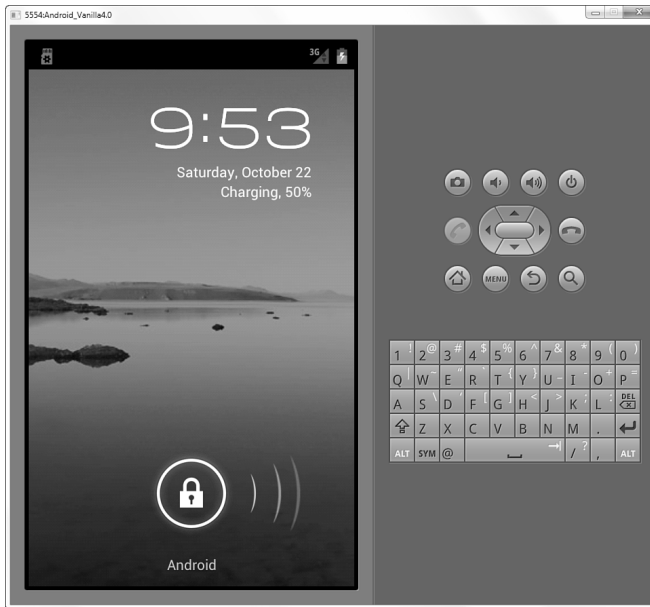 5554:Android_Vanilla4.0
3G
9:53
Saturday, October 22
Charging, 50%
Android
MENU
1 ! 2 @ 3 # 4 $ 5 % 6 ^ 7 & 8 * 9 ( 0 )
Q | W ~ E " R ` T { Y } U _ I - O + P =
A S \ D ' F [ G ] H < J > K ; L : DEL
Z X C V B N M .
ALT SYM @ / ? , ALT